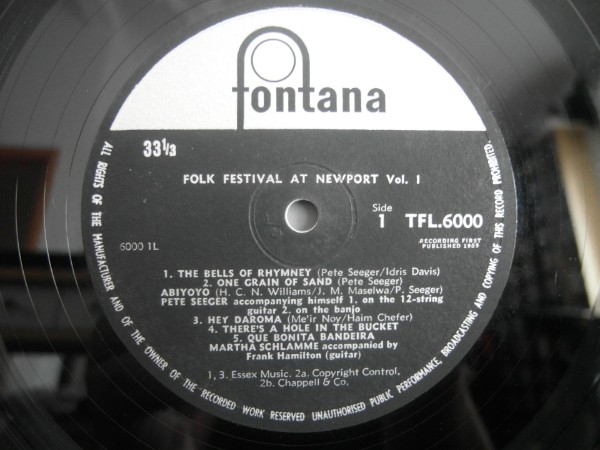 fontana
33 1/3
FOLK FESTIVAL AT NEWPORT Vol. 1
Side
1 TFL.6000
6000 1L
RECORDING FIRST
PUBLISHED 1959
1. THE BELLS OF RHYMNEY (Pete Seeger/Idris Davis)
2. ONE GRAIN OF SAND (Pete Seeger)
ABIYOYO (H. C. N. Williams/J. M. Maselwa/P. Seeger)
PETE SEEGER accompanying himself 1. on the 12-string
guitar 2. on the banjo
3. HEY DAROMA (Me'ir Noy/Haim Chefer)
4. THERE'S A HOLE IN THE BUCKET
5. QUE BONITA BANDEIRA
MARTHA SCHLAMME accompanied by
Frank Hamilton (guitar)
1, 3. Essex Music. 2a. Copyright Control.
2b. Chappell & Co.
ALL RIGHTS OF THE MANUFACTURER AND OF THE OWNER OF THE RECORDED WORK RESERVED UNAUTHORISED PUBLIC PERFORMANCE, BROADCASTING AND COPYING OF THIS RECORD PROHIBITED.